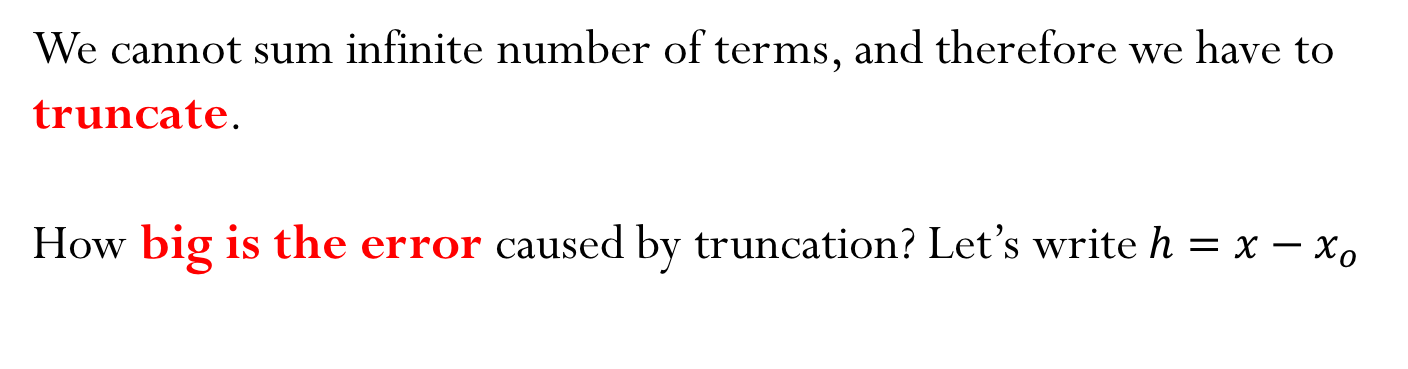 We cannot sum infinite number of terms, and therefore we have to
truncate.
How big is the error caused by truncation? Let’s write ℎ = 𝑥 − 𝑥ₒ